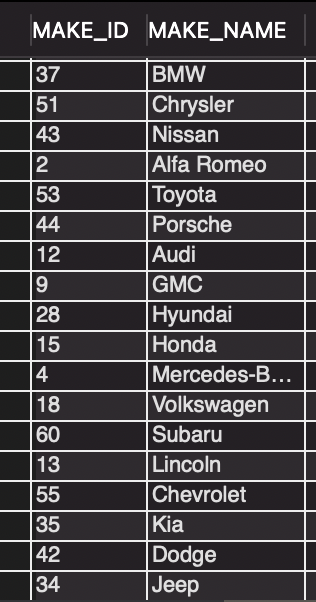 MAKE_ID MAKE_NAME
37 BMW
51 Chrysler
43 Nissan
2 Alfa Romeo
53 Toyota
44 Porsche
12 Audi
9 GMC
28 Hyundai
15 Honda
4 Mercedes-B...
18 Volkswagen
60 Subaru
13 Lincoln
55 Chevrolet
35 Kia
42 Dodge
34 Jeep